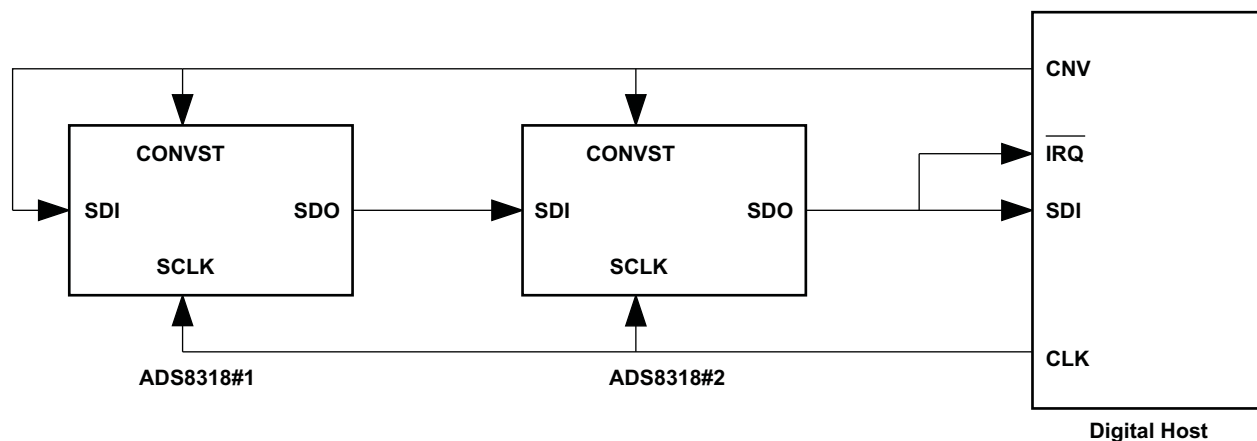 CNV
CONVST
CONVST
IRQ
SDI
SDO
SDI
SDO
SDI
SCLK
SCLK
CLK
ADS8318#1
ADS8318#2
Digital Host